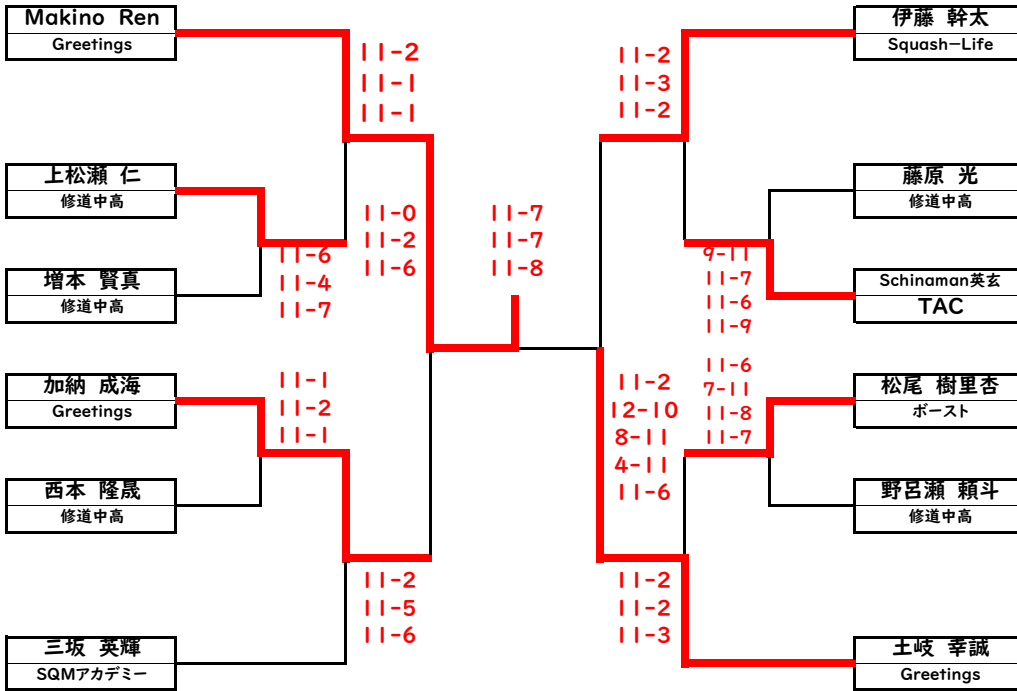 Makino Ren
Greetings
上松瀬 仁
修道中高
増本 賢真
修道中高
加納 成海
Greetings
西本 隆晟
修道中高
三坂 英輝
SQMアカデミー
11-2
11-1
11-1
11-6
11-4
11-7
11-0
11-2
11-6
11-1
11-2
11-1
11-2
11-5
11-6
11-7
11-7
11-8
11-2
11-3
11-2
9-11
11-7
11-6
11-9
11-6
7-11
11-8
11-7
11-2
12-10
8-11
4-11
11-6
11-2
11-2
11-3
伊藤 幹太
Squash-Life
藤原 光
修道中高
Schinaman英玄
TAC
松尾 樹里杏
ボースト
野呂瀬 頼斗
修道中高
土岐 幸誠
Greetings